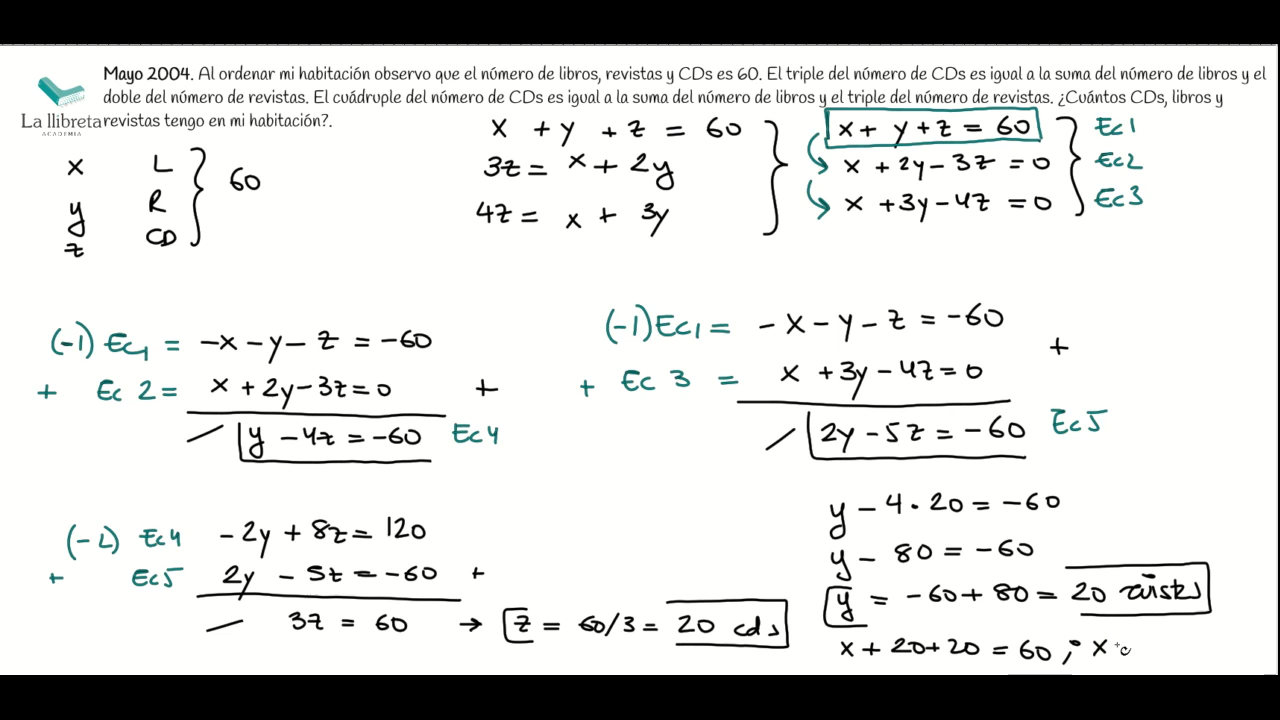 Mayo 2004. Al ordenar mi habitación observo que el número de libros, revistas y CDs es 60. El triple del número de CDs es igual a la suma del número de libros y el
doble del número de revistas. El cuádruple del número de CDs es igual a la suma del número de libros y el triple del número de revistas. ¿Cuántos CDs, libros y
revistas tengo en mi habitación?.
La llibreta
ACADEMIA
x L
y R
z CD
60
x + y + z = 60
3z = x + 2y
4z = x + 3y
x + y + z = 60 Ec1
x + 2y - 3z = 0 Ec2
x + 3y - 4z = 0 Ec3
(-1) Ec1 = -x - y - z = -60
+ Ec 2 = x + 2y - 3z = 0 +
y - 4z = -60 Ec4
(-1) Ec1 = -x - y - z = -60
+ Ec 3 = x + 3y - 4z = 0 +
2y - 5z = -60 Ec5
(-2) Ec4 -2y + 8z = 120
+ Ec5 2y - 5z = -60 +
3z = 60 → z = 60/3 = 20 cds
y - 4 · 20 = -60
y - 80 = -60
y = -60 + 80 = 20
x + 20 + 20 = 60 ; x